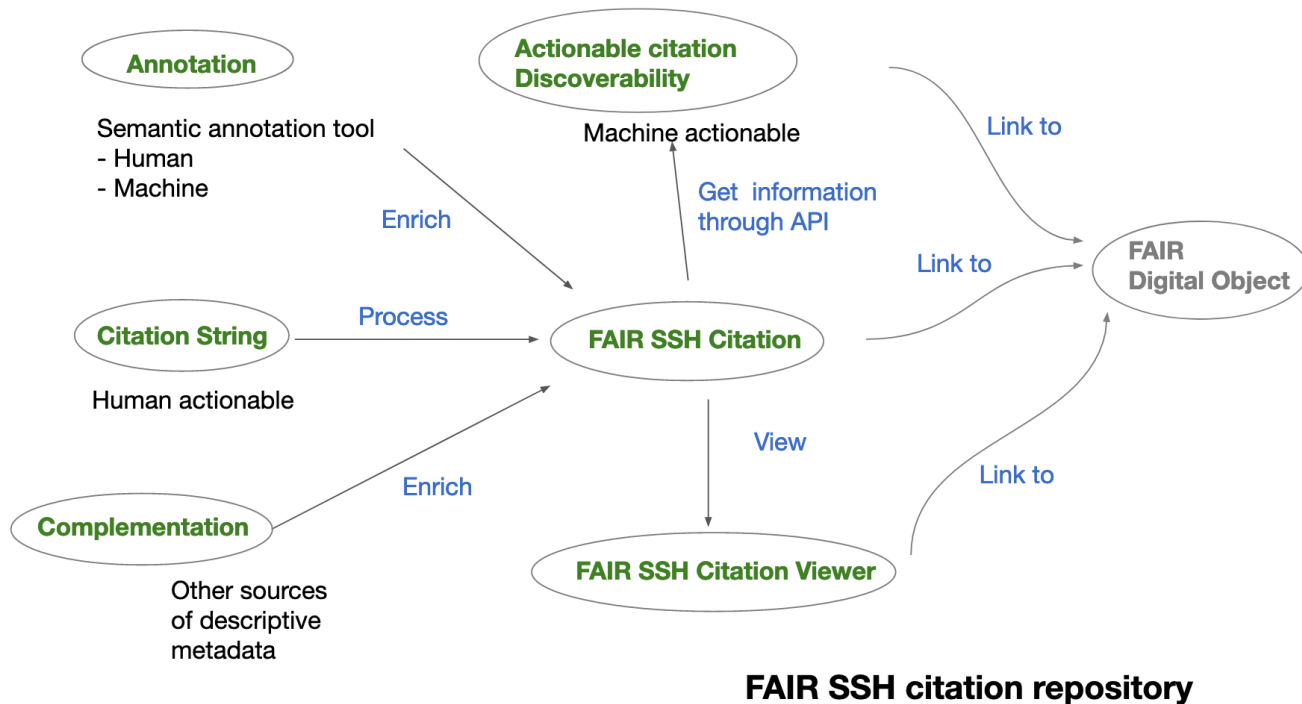 Annotation
Semantic annotation tool
- Human
- Machine
Actionable citation
Discoverability
Machine actionable
Link to
Enrich
Get information
through API
Link to
FAIR
Digital Object
Citation String
Process
FAIR SSH Citation
Human actionable
View
Enrich
Link to
Complementation
FAIR SSH Citation Viewer
Other sources
of descriptive
metadata
FAIR SSH citation repository